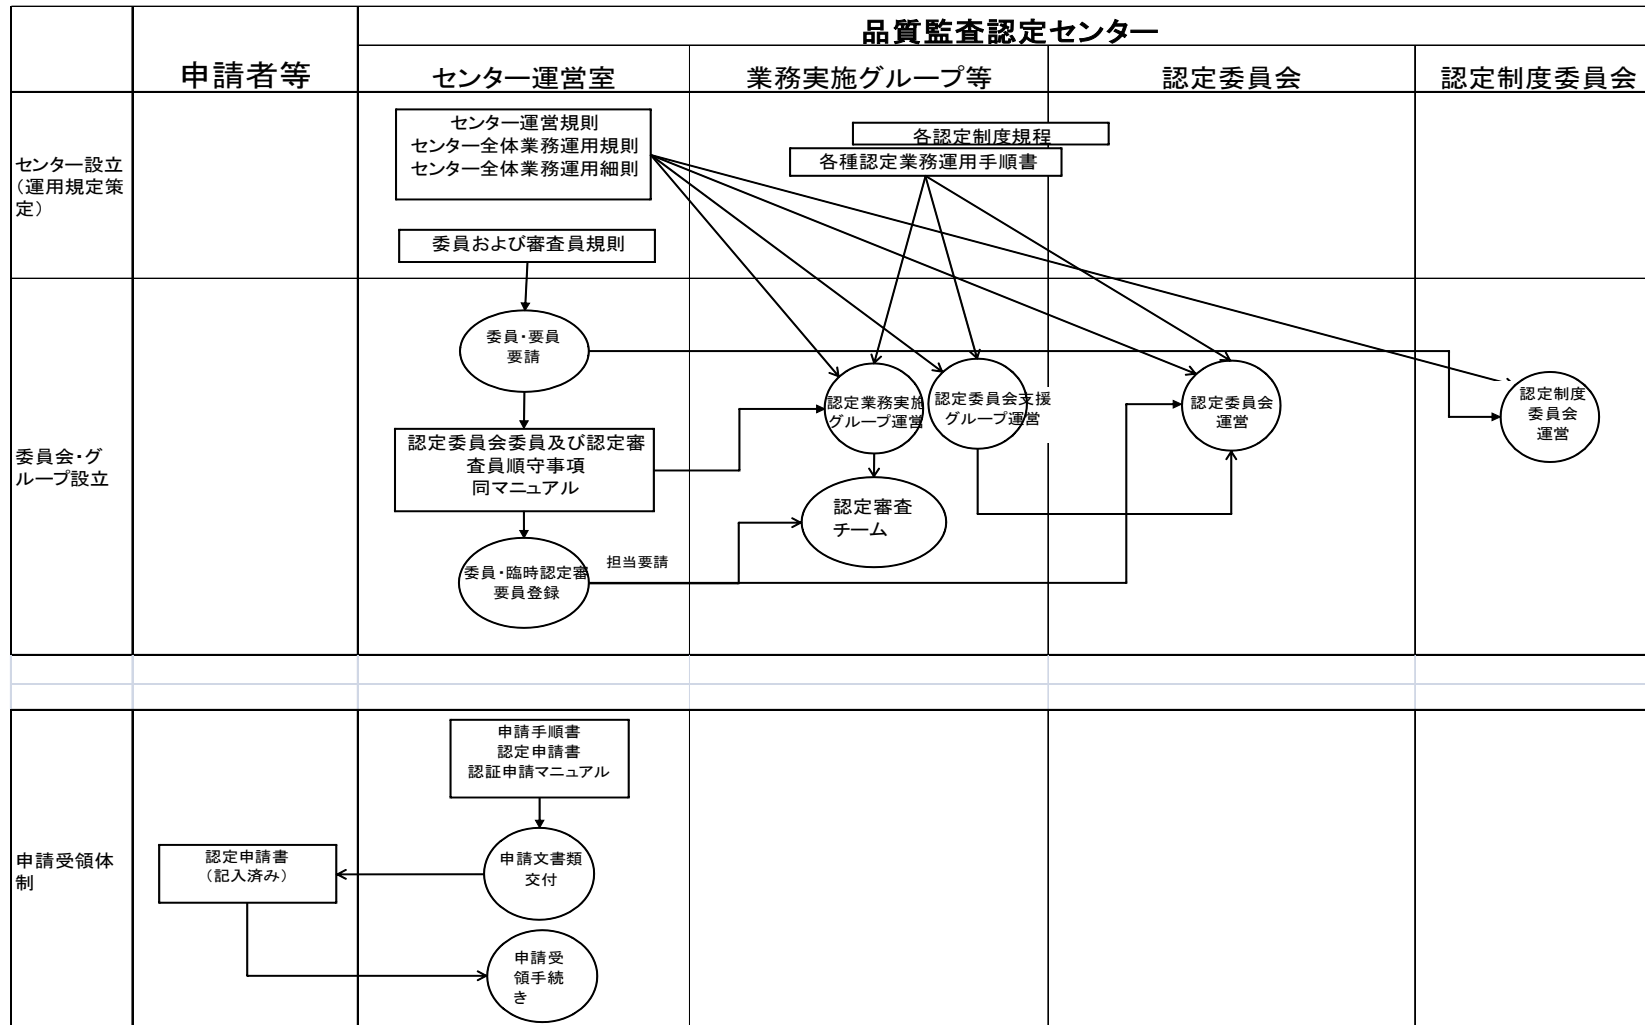 品質監査認定センター
申請者等
センター運営室
業務実施グループ等
認定委員会
認定制度委員会
センター設立
(運用規定策
定)
センター運営規則
センター全体業務運用規則
センター全体業務運用細則
各認定制度規程
各種認定業務運用手順書
委員および審査員規則
委員会・グ
ループ設立
委員・要員
要請
認定業務実施
グループ運営
認定委員会支援
グループ運営
認定委員会
運営
認定制度
委員会
運営
認定委員会委員及び認定審
査員順守事項
同マニュアル
認定審査
チーム
委員・臨時認定審
要員登録
担当要請
申請受領体
制
申請手順書
認定申請書
認証申請マニュアル
認定申請書
(記入済み)
申請文書類
交付
申請受
領手続
き